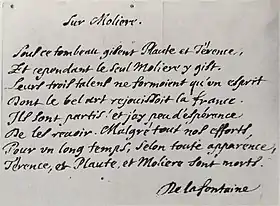 Sur Moliere.
Sous ce tombeau gisent Plaute et Térence,
Et cependant le seul Moliere y gist.
Leurs trois talens ne formoient qu'un esprit
Dont le bel art rejouissoit la france.
Ils sont partis! et j'ay peu d'esperance
De les revoir. Malgré tous nos efforts,
Pour un long temps, selon toute apparence,
Térence, et Plaute, et Moliere sont morts.
De la fontaine